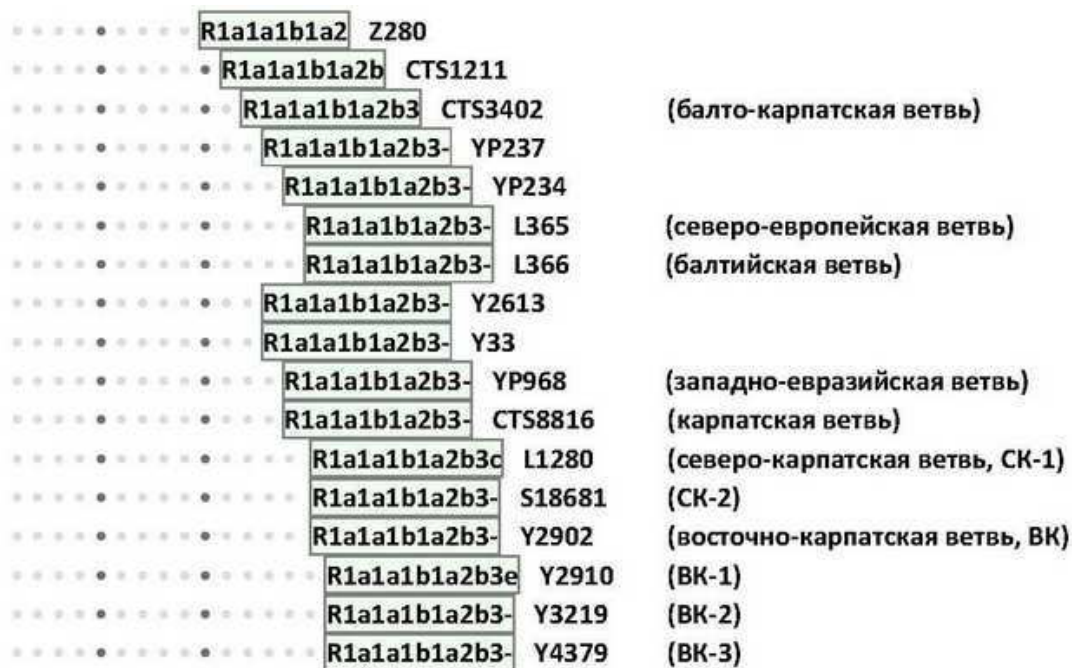 R1a1a1b1a2 Z280
R1a1a1b1a2b CTS1211
R1a1a1b1a2b3 CTS3402 (балто-карпатская ветвь)
R1a1a1b1a2b3- YP237
R1a1a1b1a2b3- YP234
R1a1a1b1a2b3- L365 (северо-европейская ветвь)
R1a1a1b1a2b3- L366 (балтийская ветвь)
R1a1a1b1a2b3- Y2613
R1a1a1b1a2b3- Y33
R1a1a1b1a2b3- YP968 (западно-евразийская ветвь)
R1a1a1b1a2b3- CTS8816 (карпатская ветвь)
R1a1a1b1a2b3c L1280 (северо-карпатская ветвь, СК-1)
R1a1a1b1a2b3- S18681 (СК-2)
R1a1a1b1a2b3- Y2902 (восточно-карпатская ветвь, ВК)
R1a1a1b1a2b3e Y2910 (ВК-1)
R1a1a1b1a2b3- Y3219 (ВК-2)
R1a1a1b1a2b3- Y4379 (ВК-3)